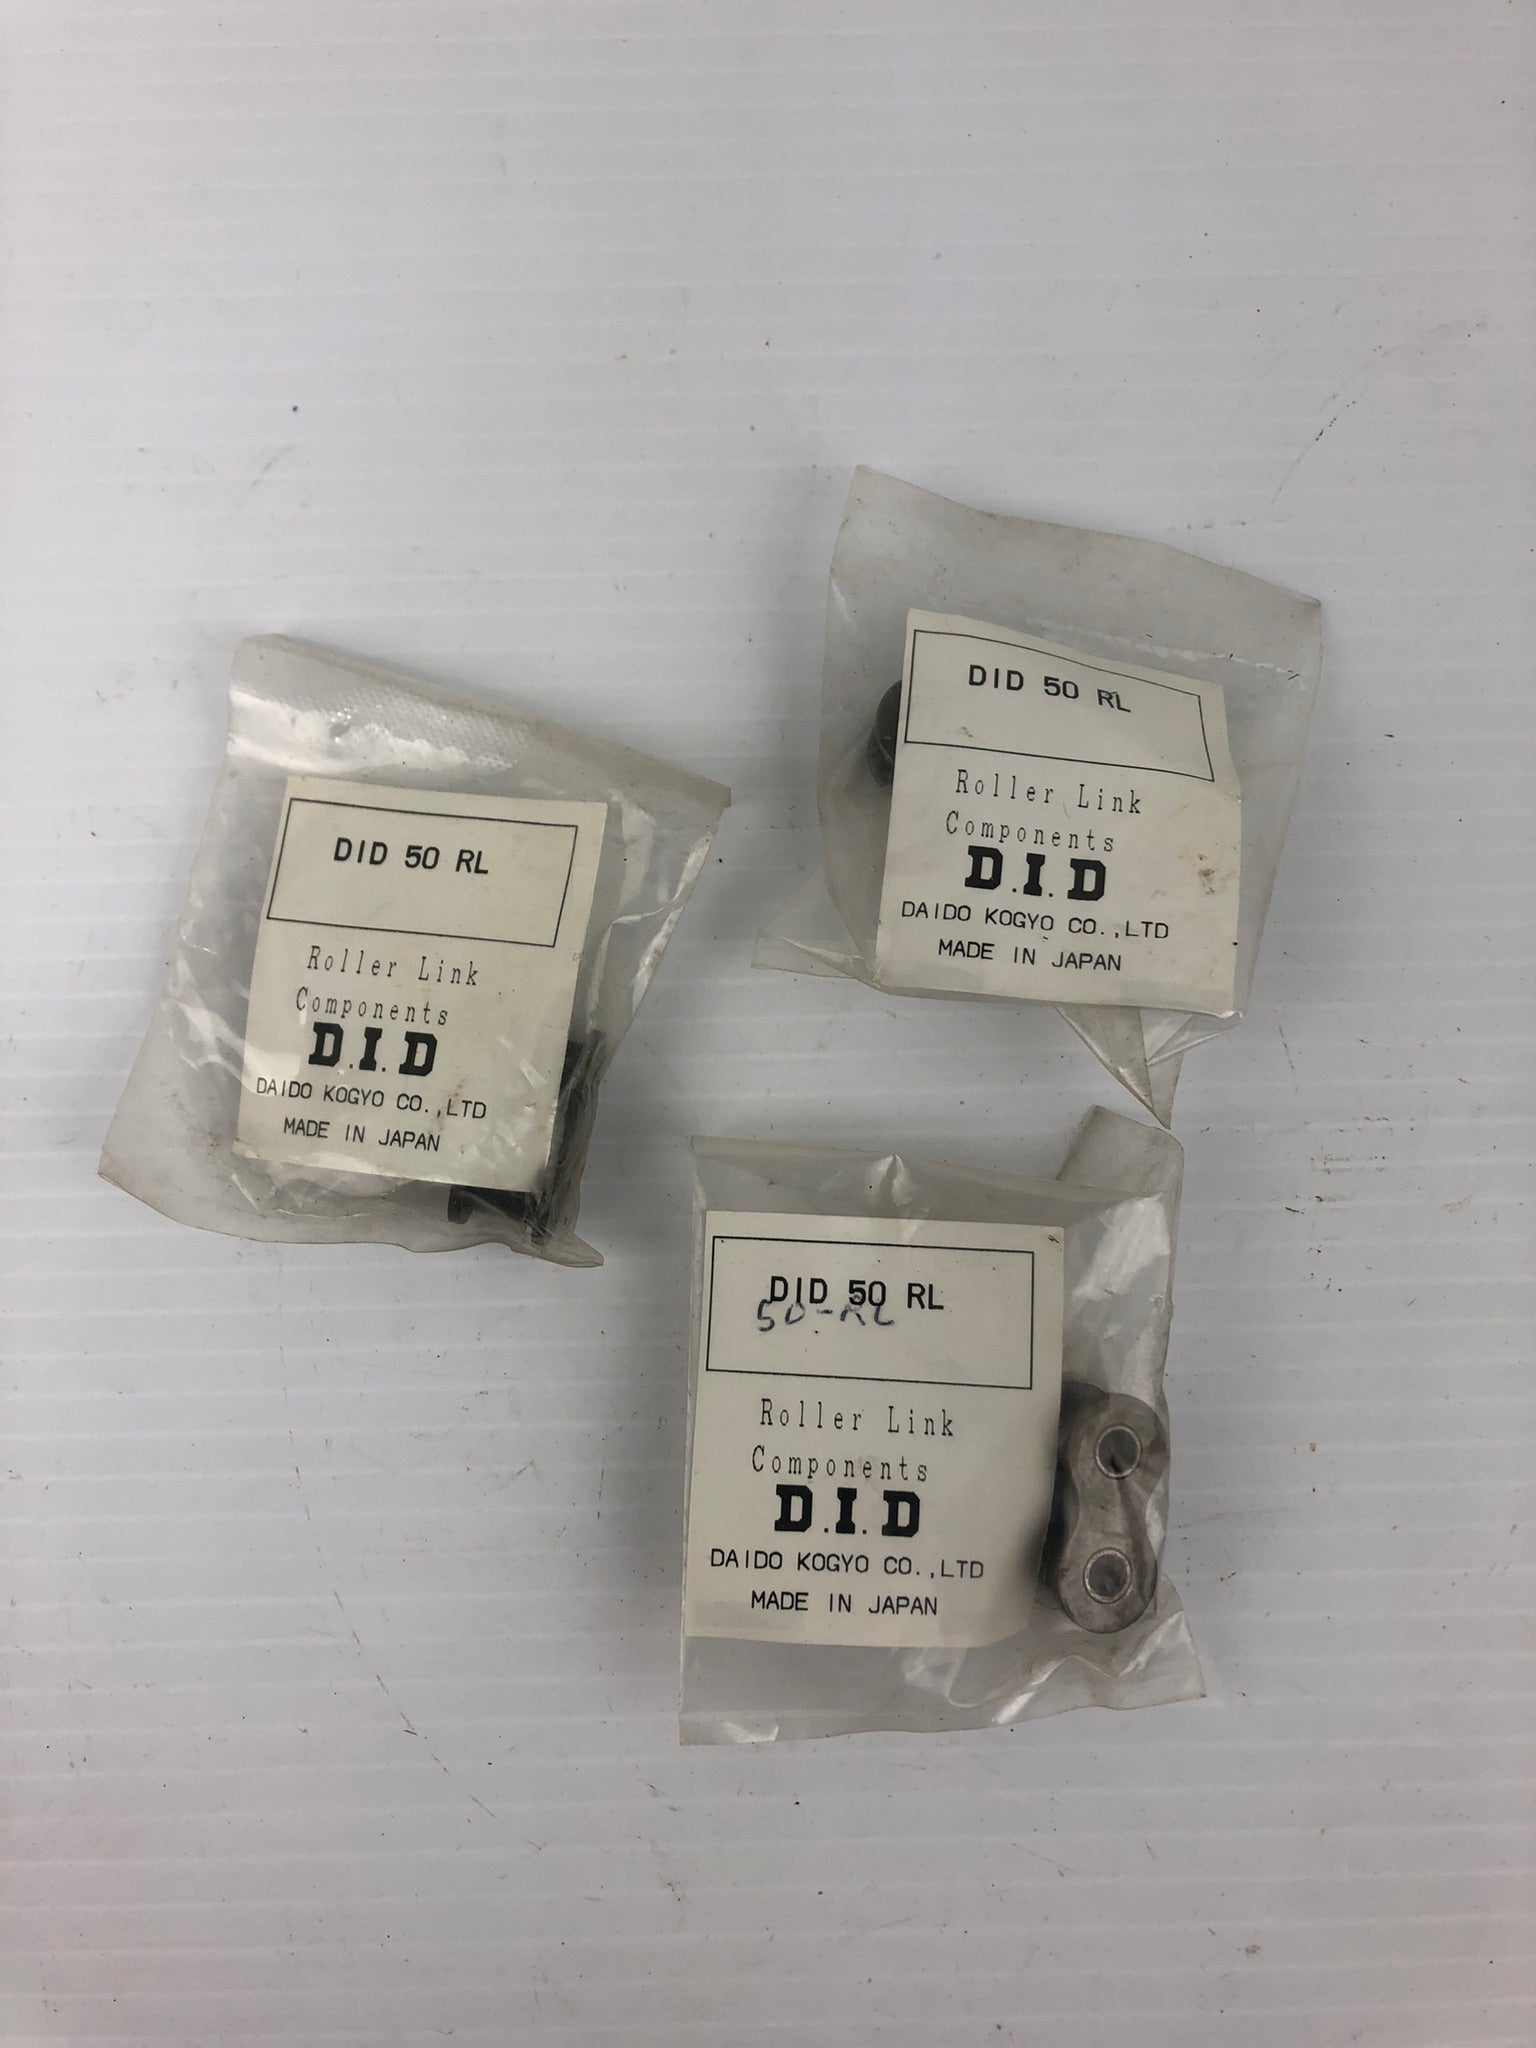 DID 50 RL
Roller Link
Components
D.I.D
DAIDO KOGYO CO.,LTD
MADE IN JAPAN
DID 50 RL
Roller Link
Components
D.I.D
DAIDO KOGYO CO.,LTD
MADE IN JAPAN
DID 50 RL
50-RL
Roller Link
Components
D.I.D
DAIDO KOGYO CO.,LTD
MADE IN JAPAN